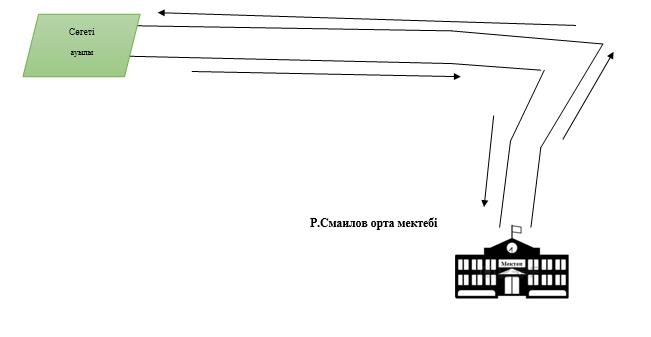 Сөгеті
ауылы
Р.Смаилов орта мектебі
Мектеп